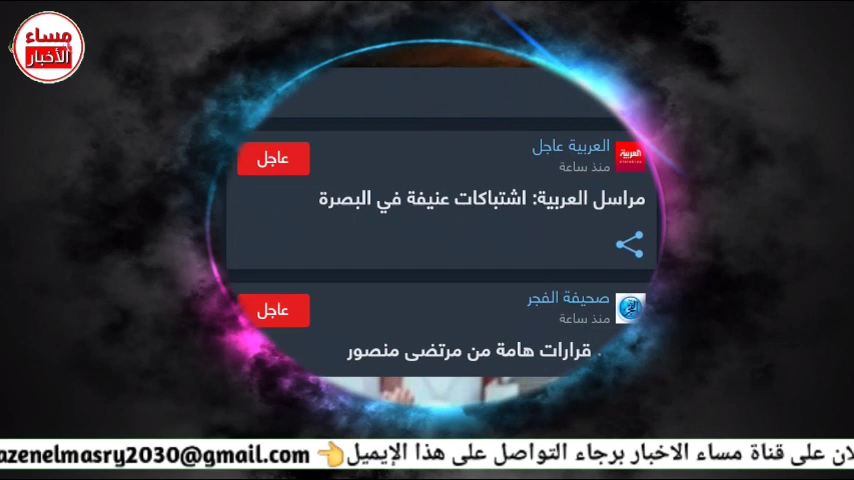 مساء
الأخبار
العربية عاجل
العربية
منذ ساعة
عاجل
مراسل العربية: اشتباكات عنيفة في البصرة
صحيفة الفجر
منذ ساعة
عاجل
قرارات هامة من مرتضى منصور
على قناة مساء الاخبار برجاء التواصل على هذا الإيميل👈azenelmasry2030@gmail.com